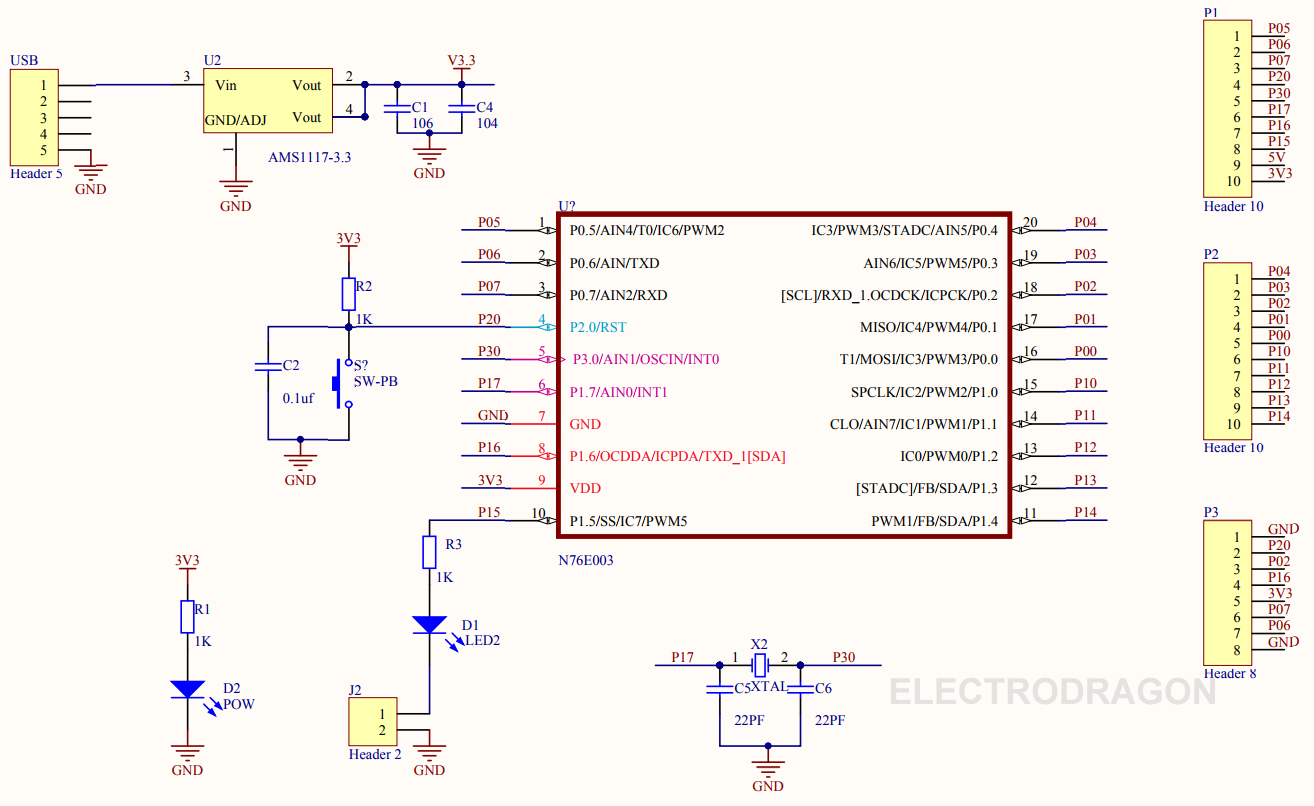 USB
1
2
3
4
5
Header 5
GND
U2
3
Vin
Vout
2
4
GND/ADJ
Vout
1
AMS1117-3.3
GND
V3.3
C1
106
C4
104
GND
3V3
R2
1K
C2
0.1uf
S?
SW-PB
GND
U?
P05
1
P0.5/AIN4/T0/IC6/PWM2
IC3/PWM3/STADC/AIN5/P0.4
20
P04
P06
2
P0.6/AIN/TXD
AIN6/IC5/PWM5/P0.3
19
P03
P07
3
P0.7/AIN2/RXD
[SCL]/RXD_1.OCDCK/ICPCK/P0.2
18
P02
P20
4
P2.0/RST
MISO/IC4/PWM4/P0.1
17
P01
P30
5
P3.0/AIN1/OSCIN/INT0
T1/MOSI/IC3/PWM3/P0.0
16
P00
P17
6
P1.7/AIN0/INT1
SPCLK/IC2/PWM2/P1.0
15
P10
GND
7
GND
CLO/AIN7/IC1/PWM1/P1.1
14
P11
P16
8
P1.6/OCDDA/ICPDA/TXD_1[SDA]
IC0/PWM0/P1.2
13
P12
3V3
9
VDD
[STADC]/FB/SDA/P1.3
12
P13
P15
10
P1.5/SS/IC7/PWM5
PWM1/FB/SDA/P1.4
11
P14
N76E003
3V3
R1
1K
D2
POW
GND
R3
1K
D1
LED2
J2
1
2
Header 2
GND
X2
P17
1
2
P30
C5
XTAL
C6
22PF
22PF
GND
P1
1 P05
2 P06
3 P07
4 P20
5 P30
6 P17
7 P16
8 P15
9 5V
10 3V3
Header 10
P2
1 P04
2 P03
3 P02
4 P01
5 P00
6 P10
7 P11
8 P12
9 P13
10 P14
Header 10
P3
1 GND
2 P20
3 P02
4 P16
5 3V3
6 P07
7 P06
8 GND
Header 8
ELECTRODRAGON